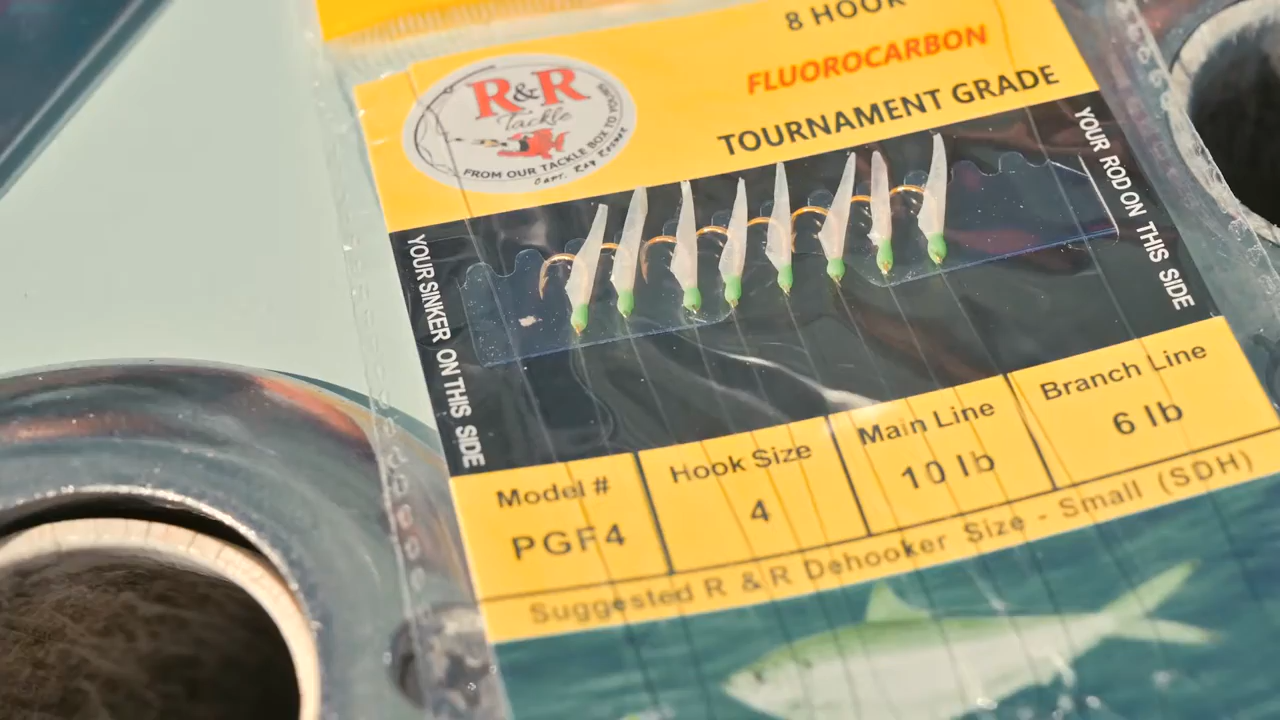 8 HOOK
FLUOROCARBON
TOURNAMENT GRADE
R&R
Tackle
FROM OUR TACKLE BOX TO YOURS
CAPT.
YOUR SINKER ON THIS SIDE
YOUR ROD ON THIS SIDE
Model #
PGF4
Hook Size
4
Main Line
10 lb
Branch Line
6 lb
Suggested R & R Dehooker Size - Small (SDH)